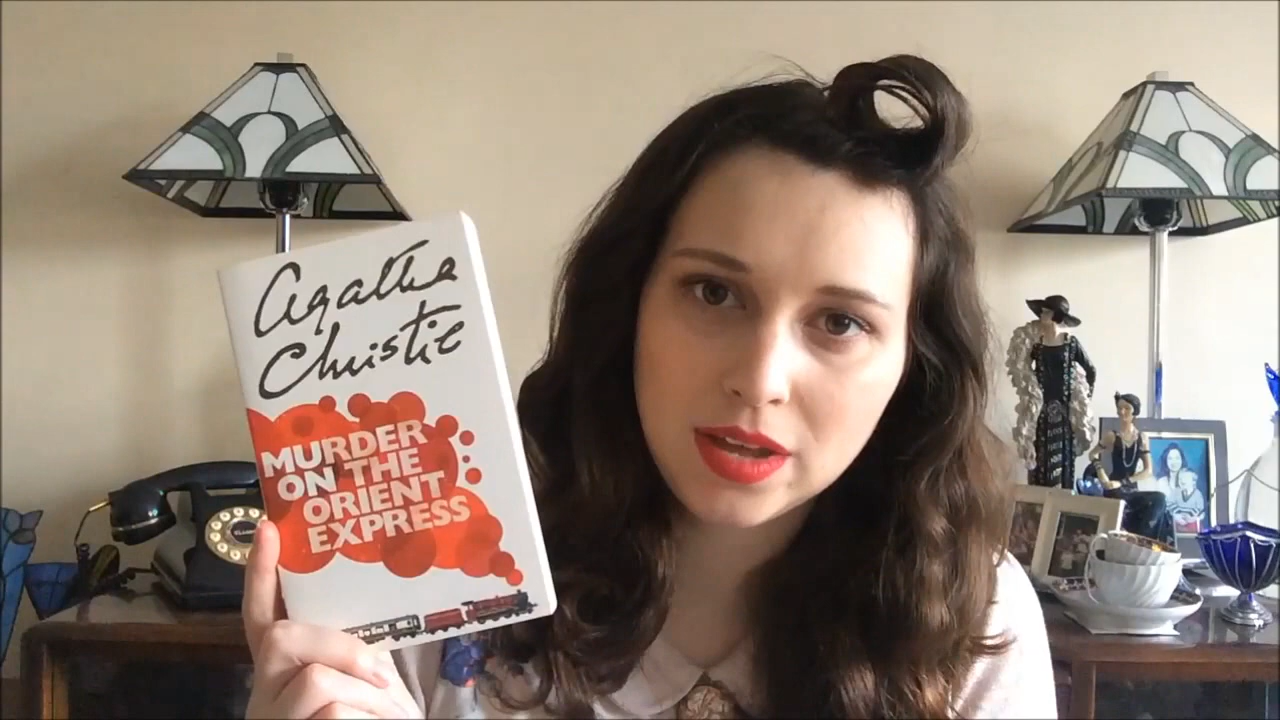 Agatha
Christie
MURDER
ON THE
ORIENT
EXPRESS